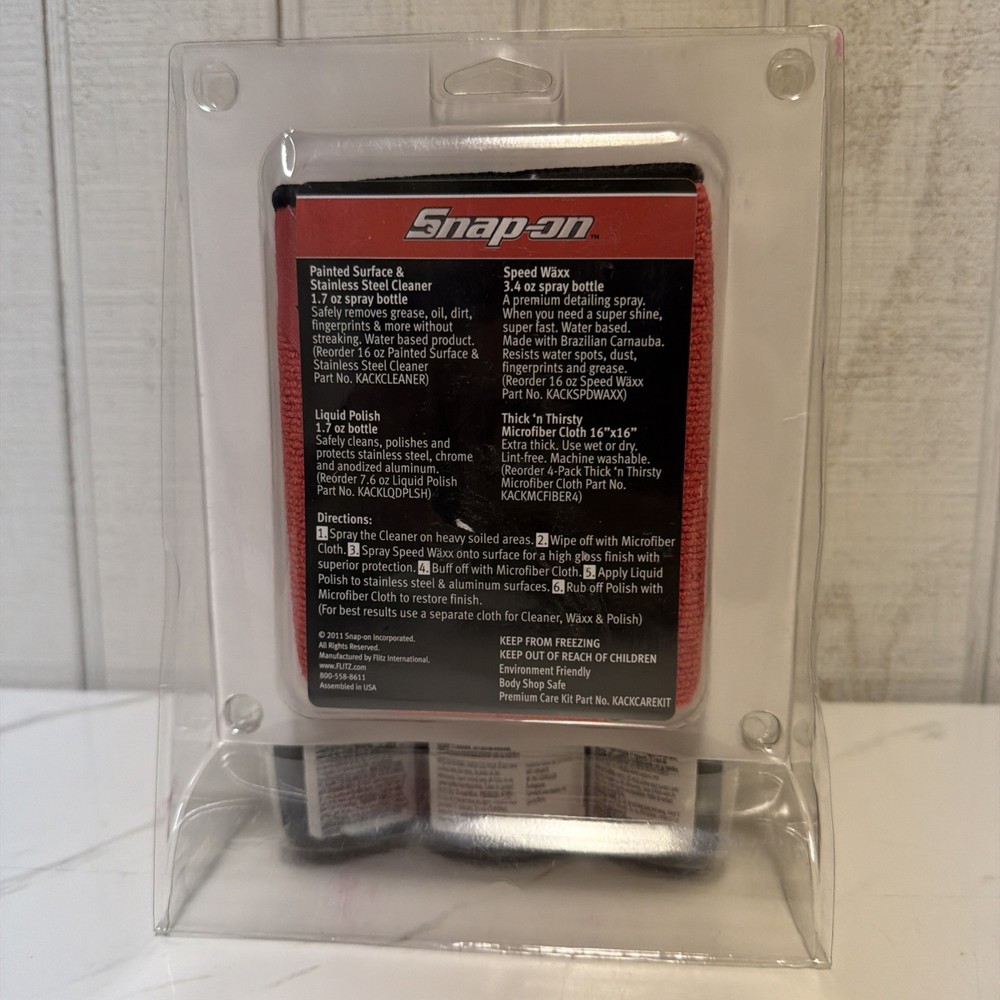 Snap-on™
Painted Surface &
Stainless Steel Cleaner
1.7 oz spray bottle
Safely removes grease, oil, dirt,
fingerprints & more without
streaking. Water based product.
(Reorder 16 oz Painted Surface &
Stainless Steel Cleaner
Part No. KACKCLEANER)
Speed Wäxx
3.4 oz spray bottle
A premium detailing spray.
When you need a super shine,
super fast. Water based.
Made with Brazilian Carnauba.
Resists water spots, dust,
fingerprints and grease.
(Reorder 16 oz Speed Wäxx
Part No. KACKSPDWAXX)
Liquid Polish
1.7 oz bottle
Safely cleans, polishes and
protects stainless steel, chrome
and anodized aluminum.
(Reorder 7.6 oz Liquid Polish
Part No. KACKLQDPLSH)
Thick ‘n Thirsty
Microfiber Cloth 16”x16”
Extra thick. Use wet or dry.
Lint-free. Machine washable.
(Reorder 4-Pack Thick ‘n Thirsty
Microfiber Cloth Part No.
KACKMCFIBER4)
Directions:
1. Spray the Cleaner on heavy soiled areas. 2. Wipe off with Microfiber
Cloth. 3. Spray Speed Wäxx onto surface for a high gloss finish with
superior protection. 4. Buff off with Microfiber Cloth. 5. Apply Liquid
Polish to stainless steel & aluminum surfaces. 6. Rub off Polish with
Microfiber Cloth to restore finish.
(For best results use a separate cloth for Cleaner, Wäxx & Polish)
© 2011 Snap-on Incorporated.
All Rights Reserved.
Manufactured by Flitz International.
www.FLITZ.com
800-558-8611
Assembled in USA
KEEP FROM FREEZING
KEEP OUT OF REACH OF CHILDREN
Environment Friendly
Body Shop Safe
Premium Care Kit Part No. KACKCAREKIT